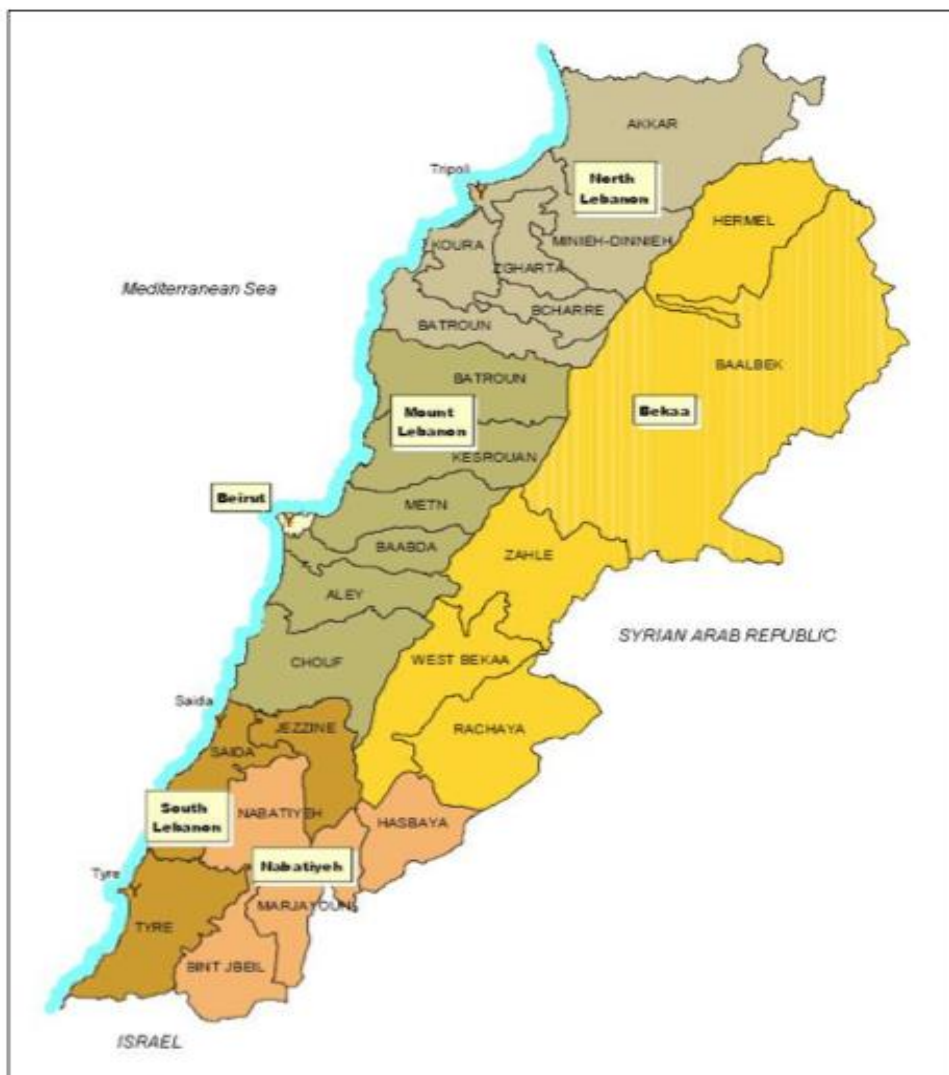 AKKAR
Tripoli
North
Lebanon
HERMEL
KOURA
MINIEH-DINNIEH
ZGHARTA
Mediterranean Sea
BCHARRE
BATROUN
BAALBEK
BATROUN
Mount
Lebanon
Bekaa
KESROUAN
Beirut
METN
BAABDA
ZAHLE
ALEY
SYRIAN ARAB REPUBLIC
CHOUF
WEST BEKAA
Saida
JEZZINE
RACHAYA
SAIDA
South
Lebanon
NABATIYEH
HASBAYA
Nabatiyeh
Tyre
MARJAYOUN
TYRE
BINT JBEIL
ISRAEL